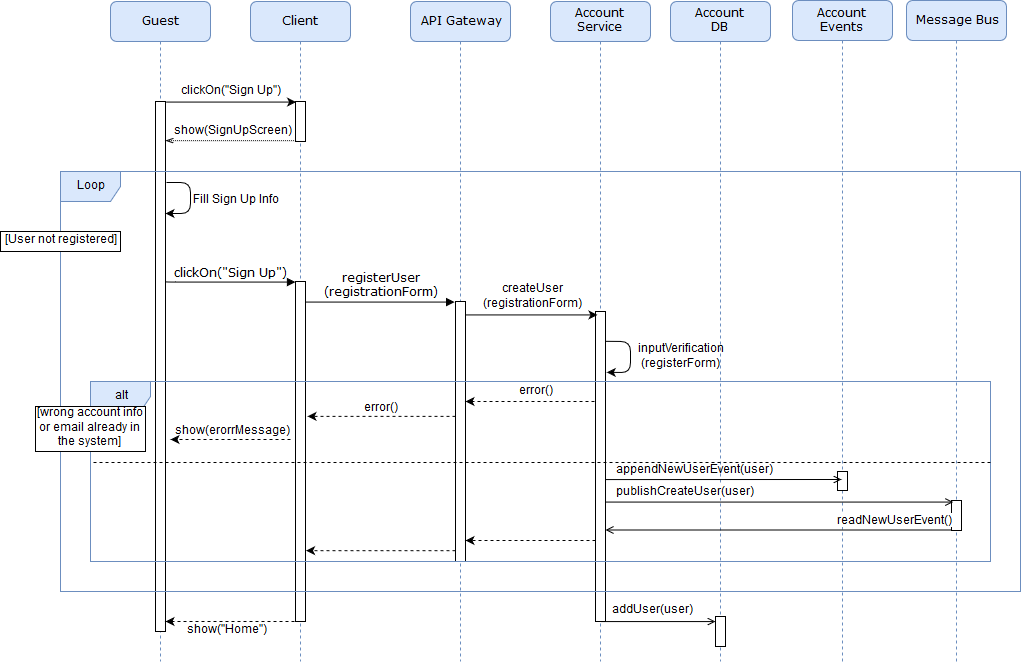 Guest
Client
API Gateway
Account
Service
Account
DB
Account
Events
Message Bus
clickOn("Sign Up")
show(SignUpScreen)
Loop
Fill Sign Up Info
[User not registered]
clickOn("Sign Up")
registerUser
(registrationForm)
createUser
(registrationForm)
inputVerification
(registerForm)
alt
[wrong account info
or email already in
the system]
error()
error()
show(erorrMessage)
appendNewUserEvent(user)
publishCreateUser(user)
readNewUserEvent()
addUser(user)
show("Home")